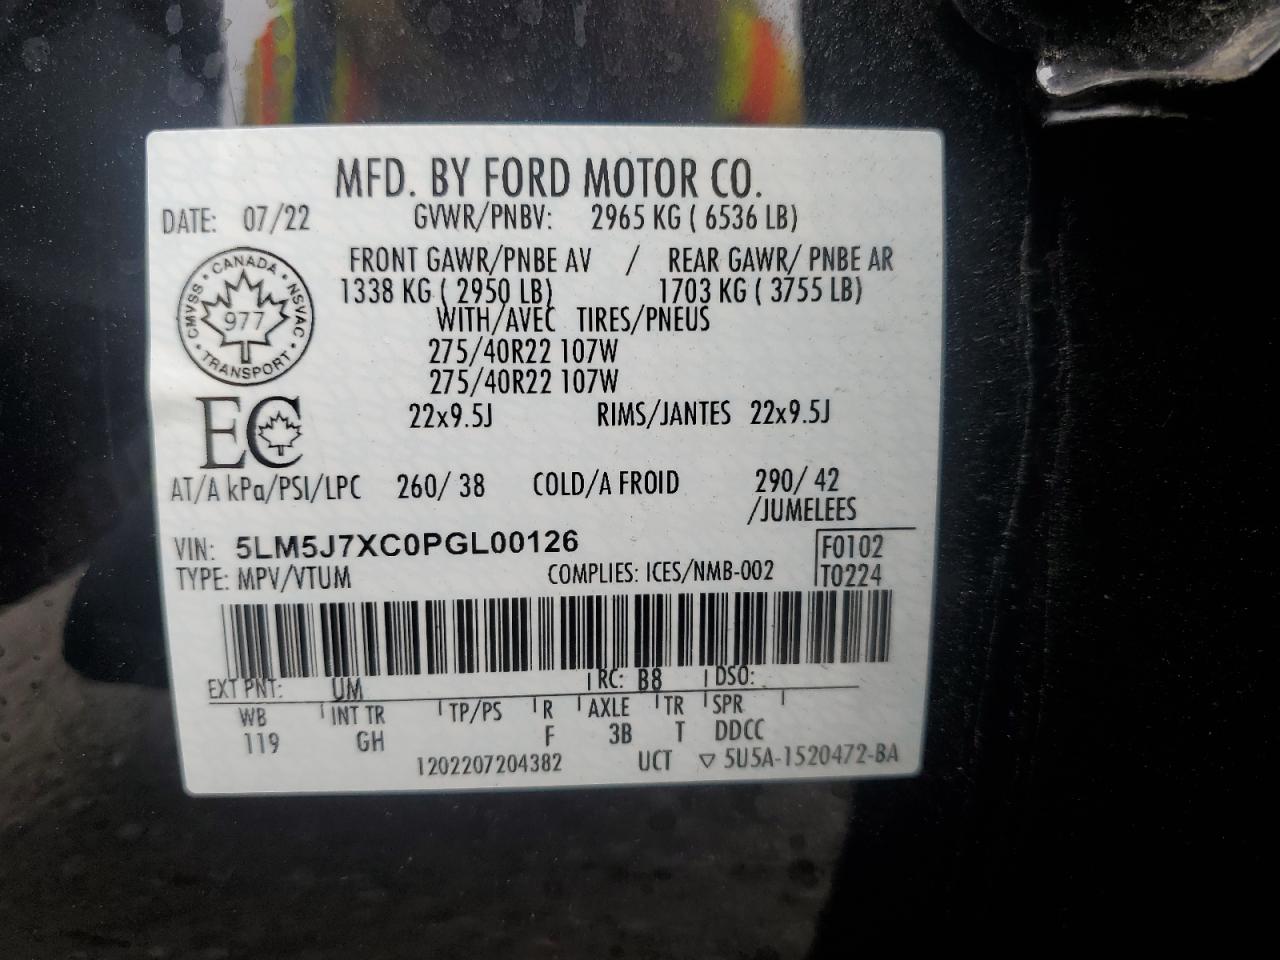 MFD. BY FORD MOTOR CO.
DATE: 07/22 GVWR/PNBV: 2965 KG ( 6536 LB)
FRONT GAWR/PNBE AV / REAR GAWR/ PNBE AR
1338 KG ( 2950 LB) 1703 KG ( 3755 LB)
WITH/AVEC TIRES/PNEUS
275/40R22 107W
275/40R22 107W
22x9.5J RIMS/JANTES 22x9.5J
CANADA
CMVSS 977 NSVAC
TRANSPORT
EC
AT/A kPa/PSI/LPC 260/ 38 COLD/A FROID 290/ 42
/JUMELEES
VIN: 5LM5J7XC0PGL00126 F0102
TYPE: MPV/VTUM COMPLIES: ICES/NMB-002 T0224
EXT PNT: UM RC: B8 DSO:
WB INT TR TP/PS R AXLE TR SPR
119 GH F 3B T DDCC
1202207204382 UCT ▽ 5U5A-1520472-BA